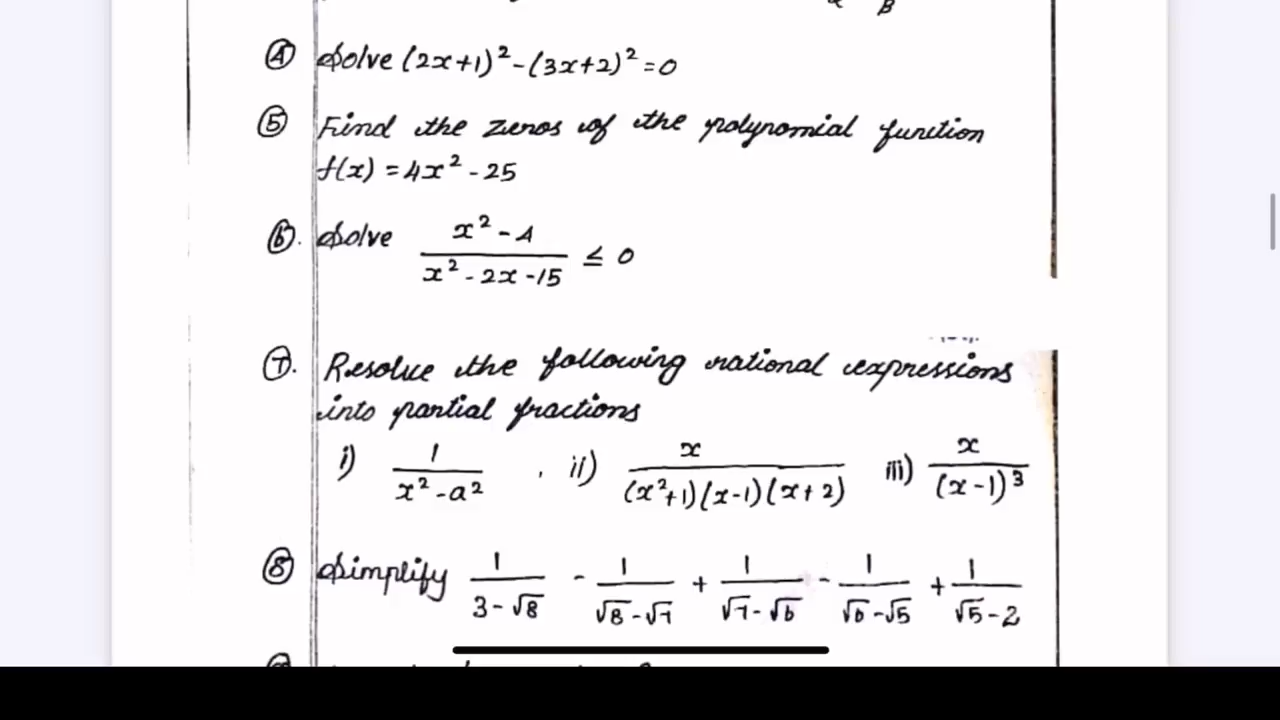 β
④ Solve (2x+1)² - (3x+2)² = 0
⑤ Find the zeros of the polynomial function
f(x) = 4x² - 25
⑥. Solve (x² - 4)/(x² - 2x - 15) ≤ 0
⑦. Resolve the following rational expressions
into partial fractions
i) 1/(x² - a²) , ii) x/((x²+1)(x-1)(x+2)) iii) x/(x-1)³
⑧ Simplify 1/(3-√8) - 1/(√8-√7) + 1/(√7-√6) - 1/(√6-√5) + 1/(√5-2)